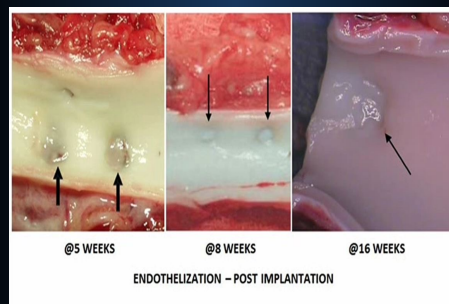 @5 WEEKS
@8 WEEKS
@16 WEEKS
ENDOTHELIZATION – POST IMPLANTATION